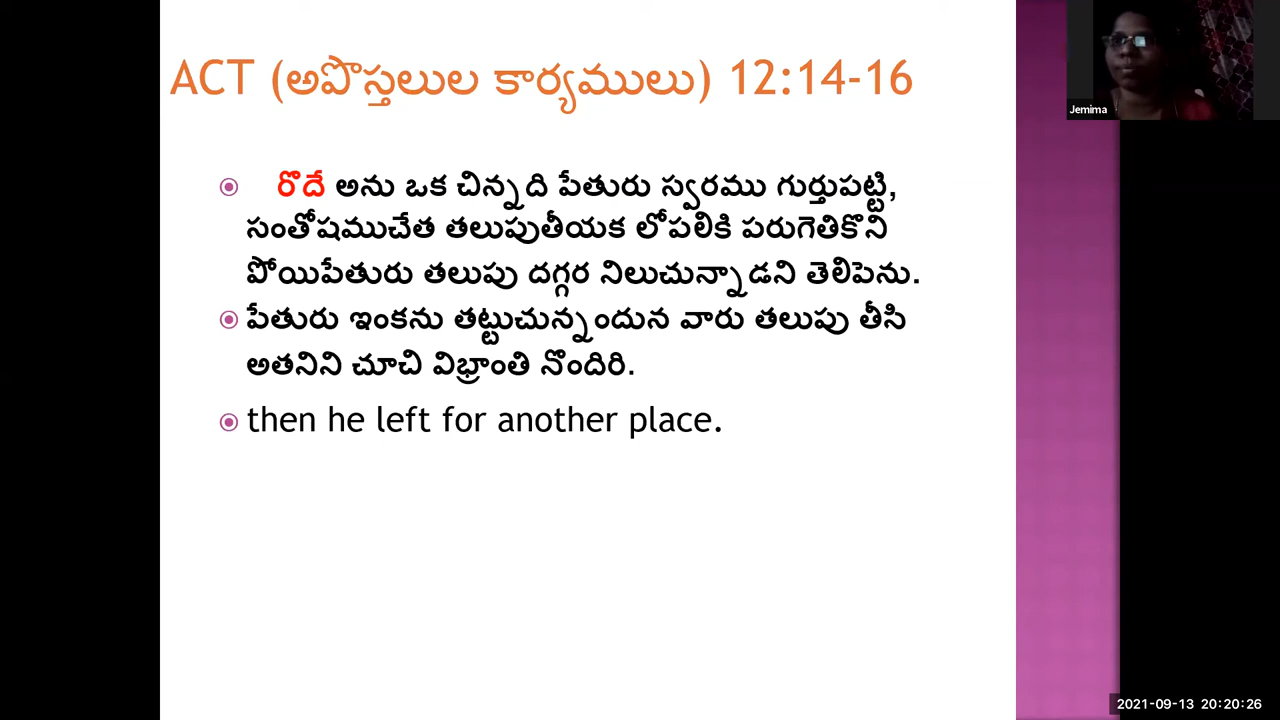 ACT (అపొస్తలుల కార్యములు) 12:14-16
Jemima
రొదే అను ఒక చిన్నది పేతురు స్వరము గుర్తుపట్టి,
సంతోషముచేత తలుపుతీయక లోపలికి పరుగెతికొని
పోయిపేతురు తలుపు దగ్గర నిలుచున్నాడని తెలిపెను.
పేతురు ఇంకను తట్టుచున్నందున వారు తలుపు తీసి
అతనిని చూచి విభ్రాంతి నొందిరి.
then he left for another place.
2021-09-13 20:20:26